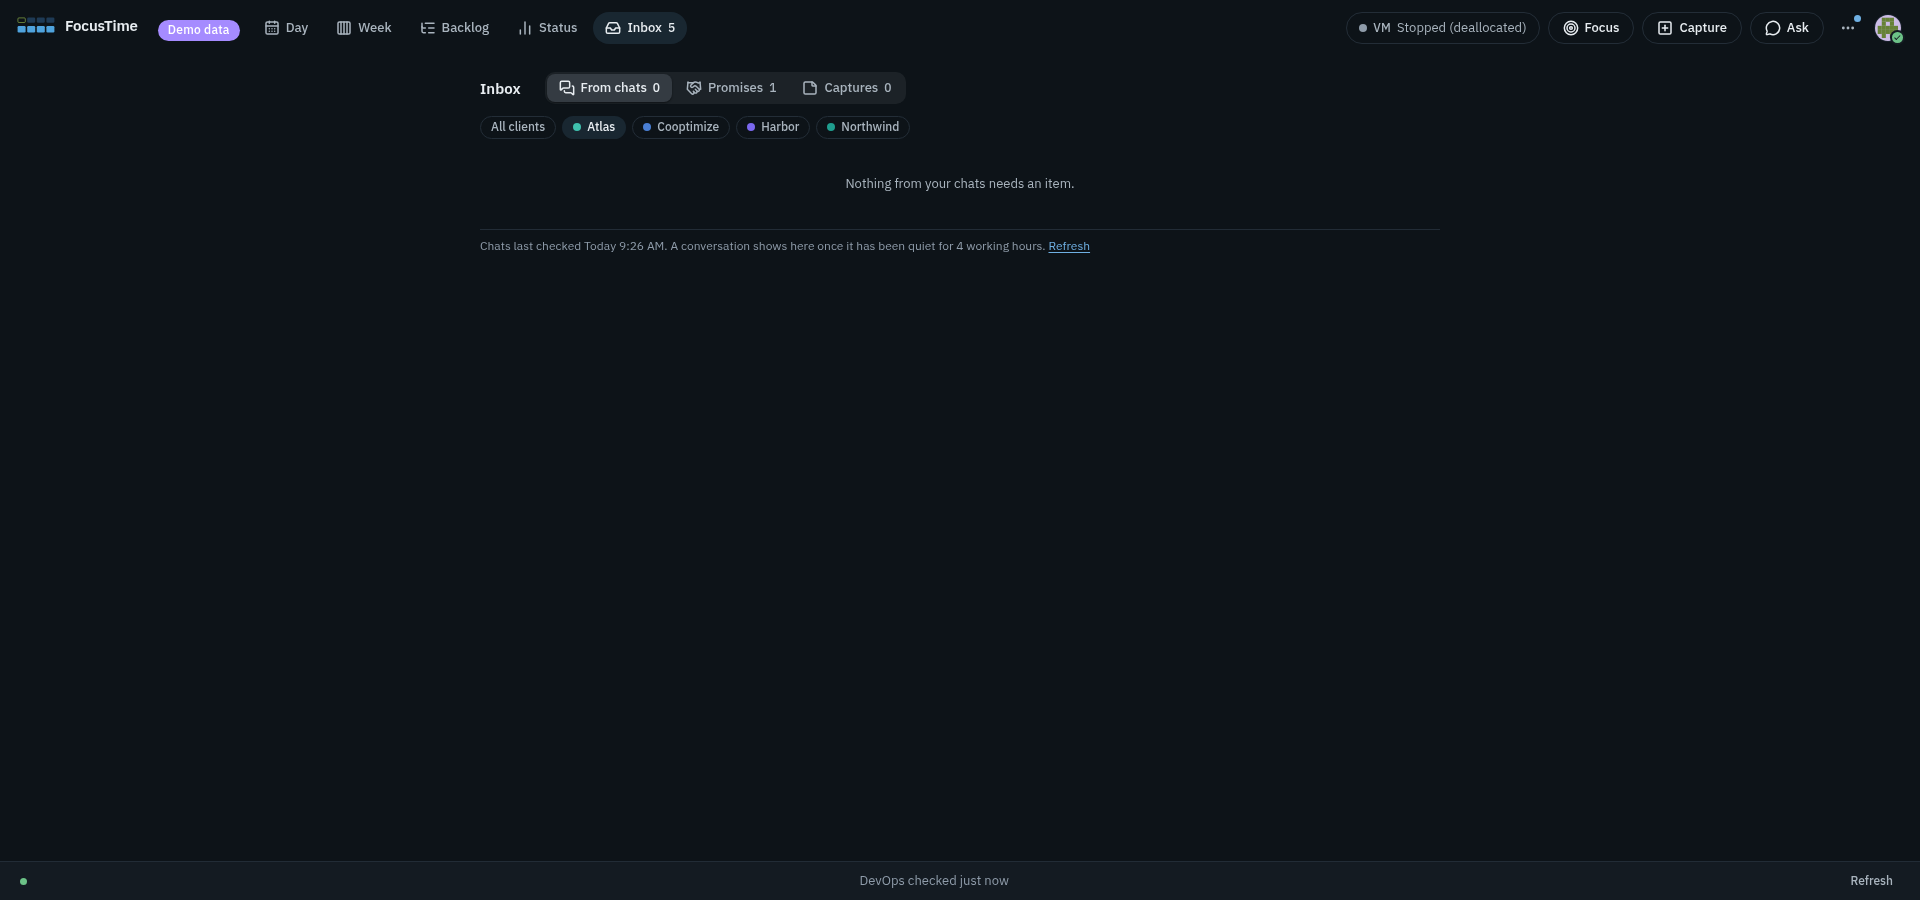 FocusTime
Demo data
Day
Week
Backlog
Status
Inbox 5
VM Stopped (deallocated)
Focus
Capture
Ask
Inbox
From chats 0
Promises 1
Captures 0
All clients
Atlas
Cooptimize
Harbor
Northwind
Nothing from your chats needs an item.
Chats last checked Today 9:26 AM. A conversation shows here once it has been quiet for 4 working hours. Refresh
DevOps checked just now
Refresh